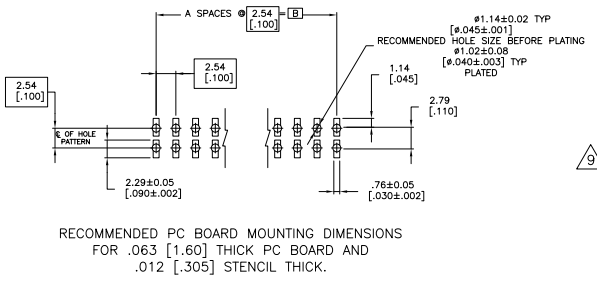 A SPACES @ 2.54 = B
[.100]
ø1.14±0.02 TYP
[ø.045±.001]
RECOMMENDED HOLE SIZE BEFORE PLATING
ø1.02±0.08
[ø.040±.003] TYP
PLATED
2.54
[.100]
2.54
[.100]
1.14
[.045]
2.79
[.110]
℄ OF HOLE
PATTERN
9
2.29±0.05
[.090±.002]
.76±0.05
[.030±.002]
RECOMMENDED PC BOARD MOUNTING DIMENSIONS
FOR .063 [1.60] THICK PC BOARD AND
.012 [.305] STENCIL THICK.